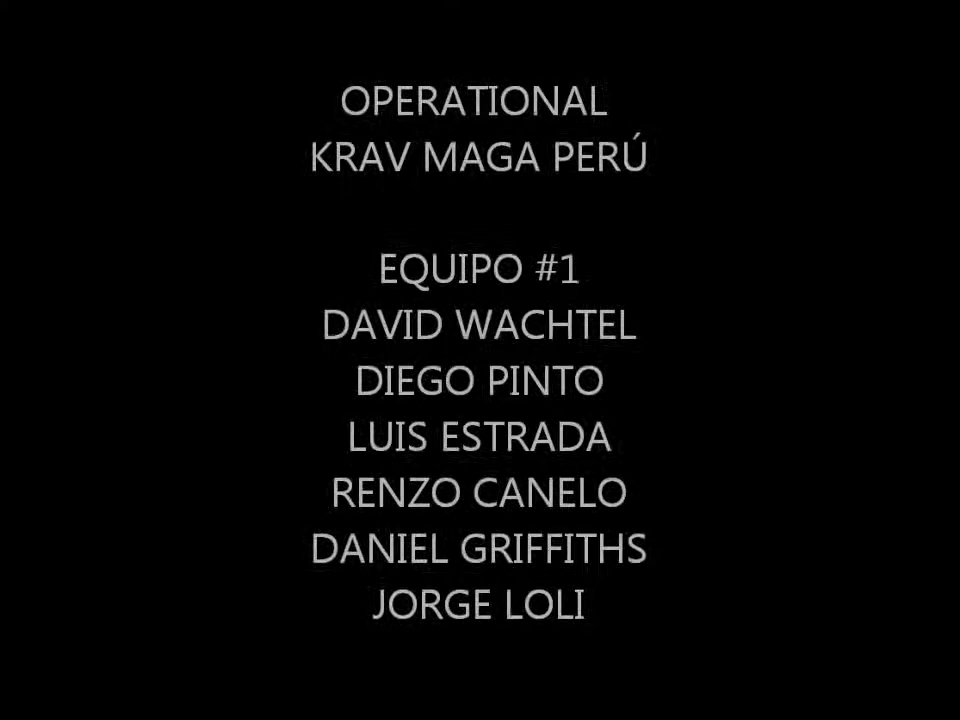 OPERATIONAL
KRAV MAGA PERÚ
EQUIPO #1
DAVID WACHTEL
DIEGO PINTO
LUIS ESTRADA
RENZO CANELO
DANIEL GRIFFITHS
JORGE LOLI